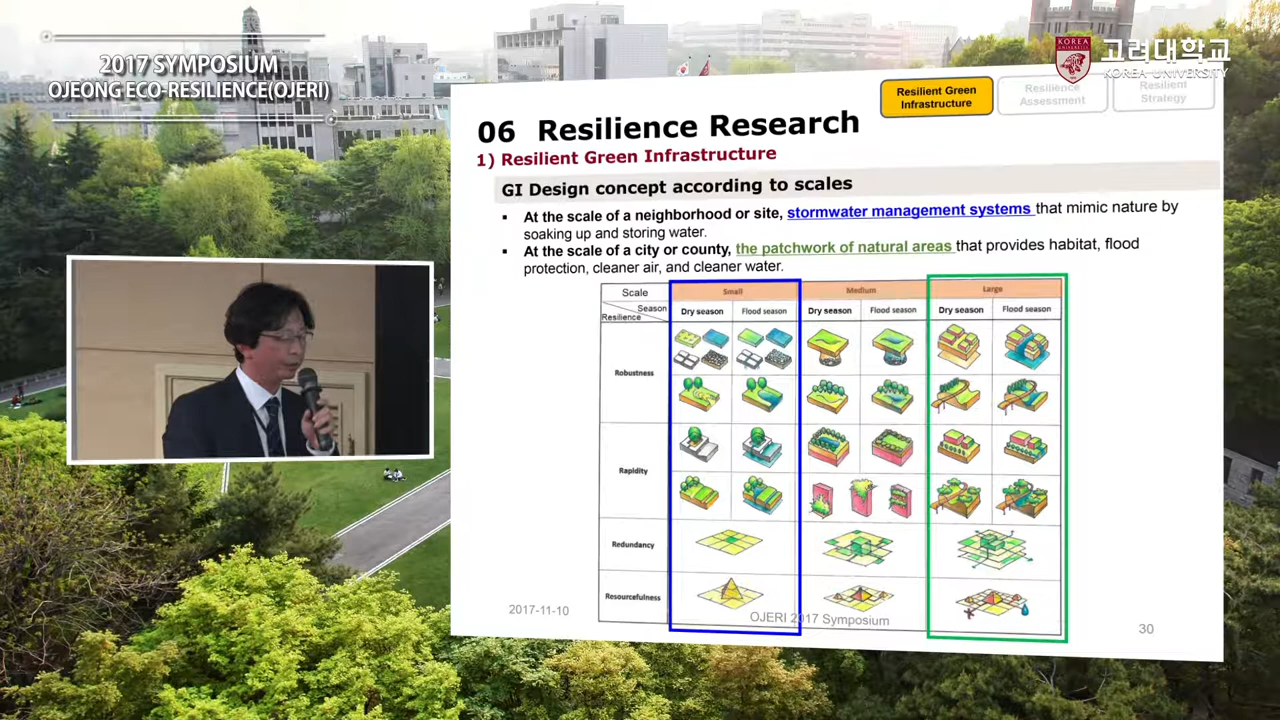 2017 SYMPOSIUM
OJEONG ECO-RESILIENCE(OJERI)
KOREA
UNIVERSITY
고려대학교
KOREA UNIVERSITY
Resilient Green
Infrastructure
Resilience
Assessment
Resilient
Strategy
06 Resilience Research
1) Resilient Green Infrastructure
GI Design concept according to scales
▪ At the scale of a neighborhood or site, stormwater management systems that mimic nature by
soaking up and storing water.
▪ At the scale of a city or county, the patchwork of natural areas that provides habitat, flood
protection, cleaner air, and cleaner water.
Scale Small Medium Large
Season
Resilience
Dry season Flood season Dry season Flood season Dry season Flood season
Robustness
Rapidity
Redundancy
Resourcefulness
2017-11-10
OJERI 2017 Symposium
30